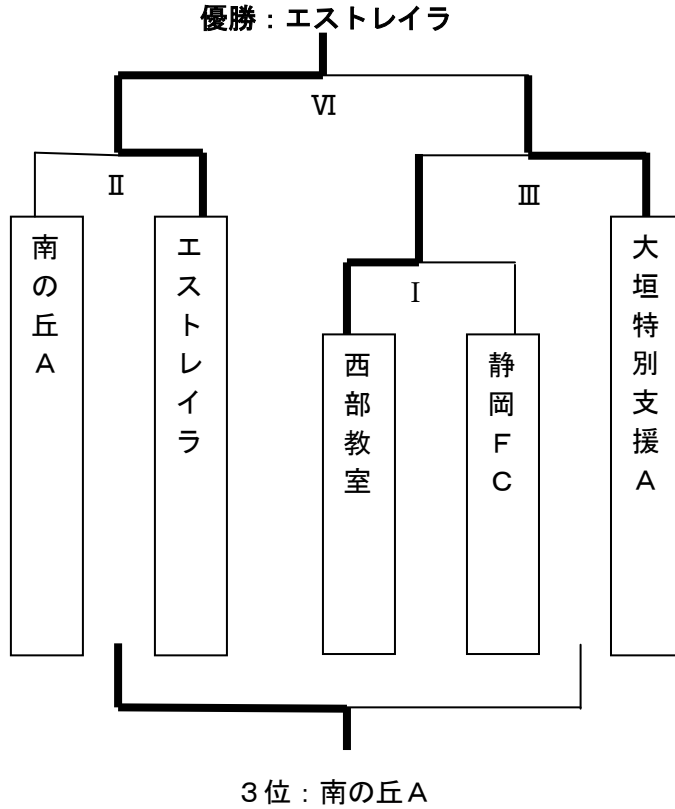 優勝：エストレイラ
Ⅵ
Ⅱ
Ⅲ
Ⅰ
南の丘Ａ
エストレイラ
西部教室
静岡ＦＣ
大垣特別支援Ａ
３位：南の丘Ａ